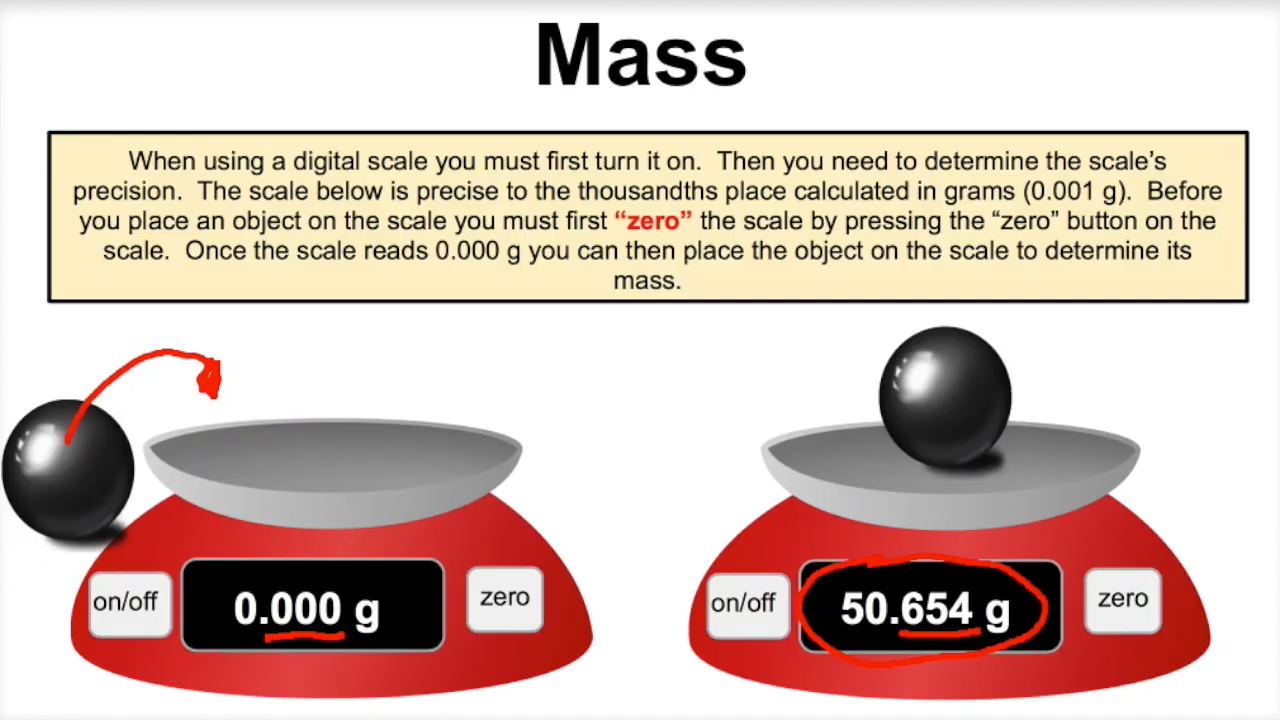 Mass
When using a digital scale you must first turn it on. Then you need to determine the scale’s
precision. The scale below is precise to the thousandths place calculated in grams (0.001 g). Before
you place an object on the scale you must first “zero” the scale by pressing the “zero” button on the
scale. Once the scale reads 0.000 g you can then place the object on the scale to determine its
mass.
on/off
0.000 g
zero
on/off
50.654 g
zero